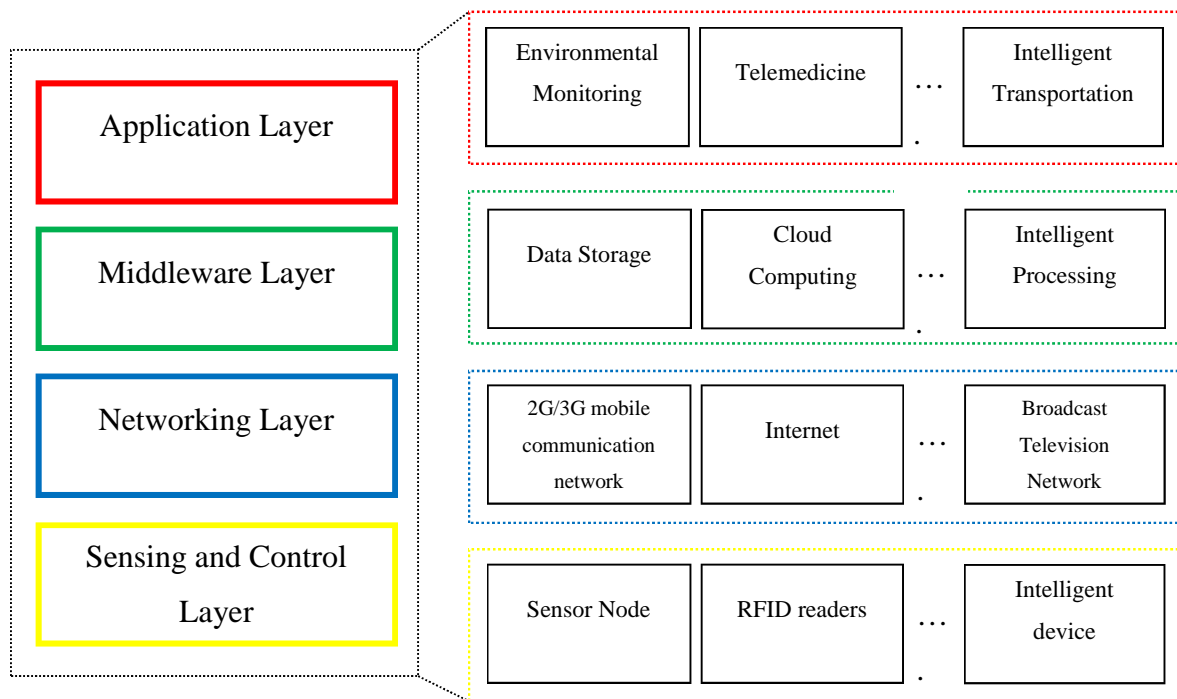 Application Layer
Middleware Layer
Networking Layer
Sensing and Control
Layer
Environmental
Monitoring
Telemedicine
…
.
Intelligent
Transportation
Data Storage
Cloud
Computing
…
.
Intelligent
Processing
2G/3G mobile
communication
network
Internet
…
.
Broadcast
Television
Network
Sensor Node
RFID readers
…
.
Intelligent
device